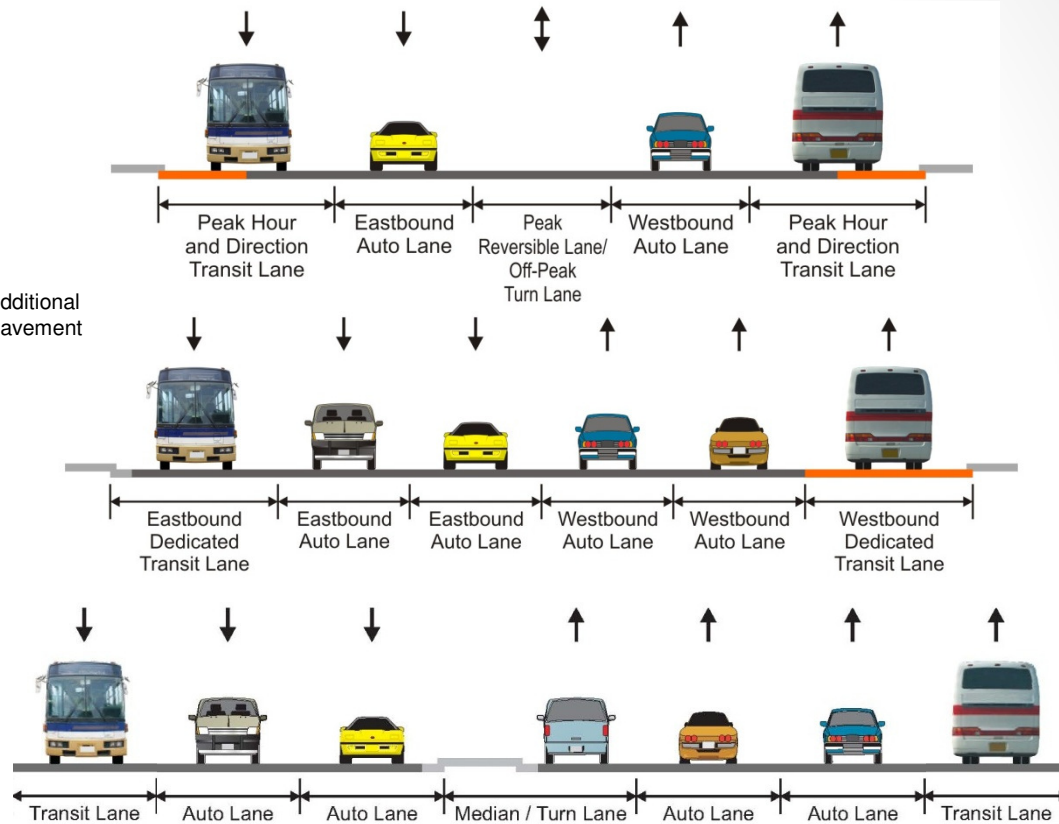 Peak Hour
and Direction
Transit Lane
Eastbound
Auto Lane
Peak
Reversible Lane/
Off-Peak
Turn Lane
Westbound
Auto Lane
Peak Hour
and Direction
Transit Lane
dditional
avement
Eastbound
Dedicated
Transit Lane
Eastbound
Auto Lane
Eastbound
Auto Lane
Westbound
Auto Lane
Westbound
Auto Lane
Westbound
Dedicated
Transit Lane
Transit Lane
Auto Lane
Auto Lane
Median / Turn Lane
Auto Lane
Auto Lane
Transit Lane